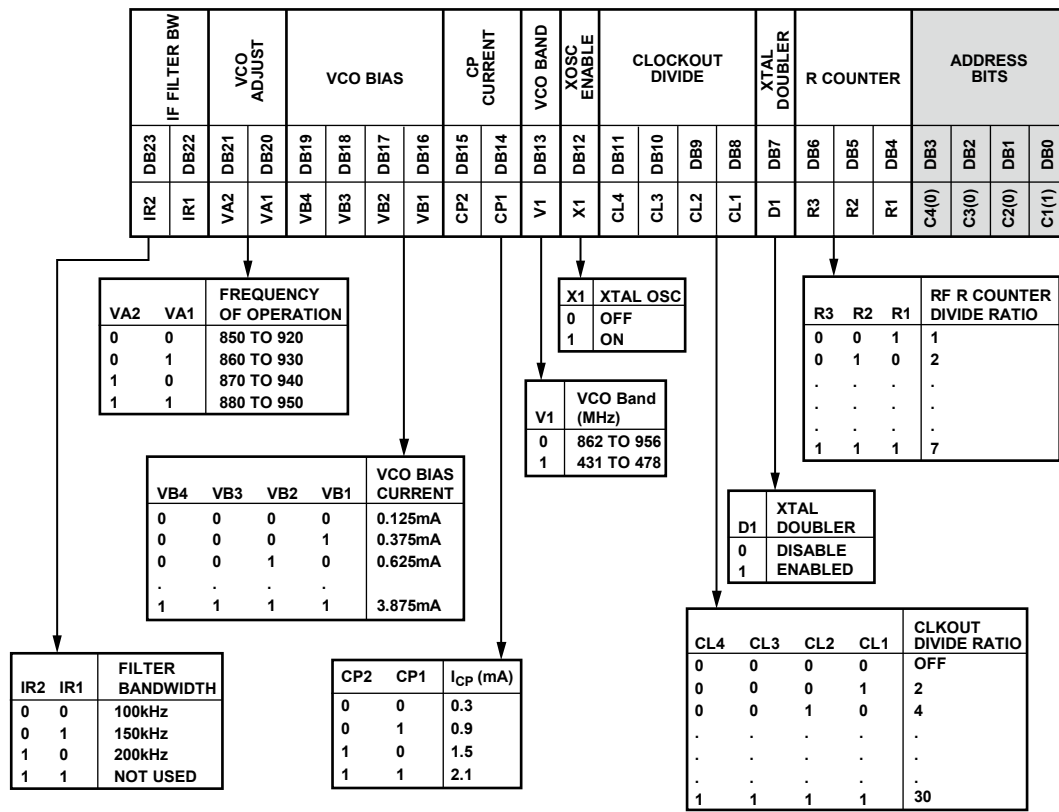 IF FILTER BW
VCO ADJUST
VCO BIAS
CP CURRENT
VCO BAND
XOSC ENABLE
CLOCKOUT DIVIDE
XTAL DOUBLER
R COUNTER
ADDRESS BITS
DB23 DB22 DB21 DB20 DB19 DB18 DB17 DB16 DB15 DB14 DB13 DB12 DB11 DB10 DB9 DB8 DB7 DB6 DB5 DB4 DB3 DB2 DB1 DB0
IR2 IR1 VA2 VA1 VB4 VB3 VB2 VB1 CP2 CP1 V1 X1 CL4 CL3 CL2 CL1 D1 R3 R2 R1 C4(0) C3(0) C2(0) C1(1)
FREQUENCY
VA2 VA1 OF OPERATION
0 0 850 TO 920
0 1 860 TO 930
1 0 870 TO 940
1 1 880 TO 950
X1 XTAL OSC
0 OFF
1 ON
RF R COUNTER
R3 R2 R1 DIVIDE RATIO
0 0 1 1
0 1 0 2
. . . .
. . . .
. . . .
1 1 1 7
VCO Band
V1 (MHz)
0 862 TO 956
1 431 TO 478
VCO BIAS
VB4 VB3 VB2 VB1 CURRENT
0 0 0 0 0.125mA
0 0 0 1 0.375mA
0 0 1 0 0.625mA
. . . . .
1 1 1 1 3.875mA
XTAL
D1 DOUBLER
0 DISABLE
1 ENABLED
CLKOUT
CL4 CL3 CL2 CL1 DIVIDE RATIO
0 0 0 0 OFF
0 0 0 1 2
0 0 1 0 4
. . . . .
. . . . .
. . . . .
1 1 1 1 30
FILTER
IR2 IR1 BANDWIDTH
0 0 100kHz
0 1 150kHz
1 0 200kHz
1 1 NOT USED
CP2 CP1 ICP (mA)
0 0 0.3
0 1 0.9
1 0 1.5
1 1 2.1